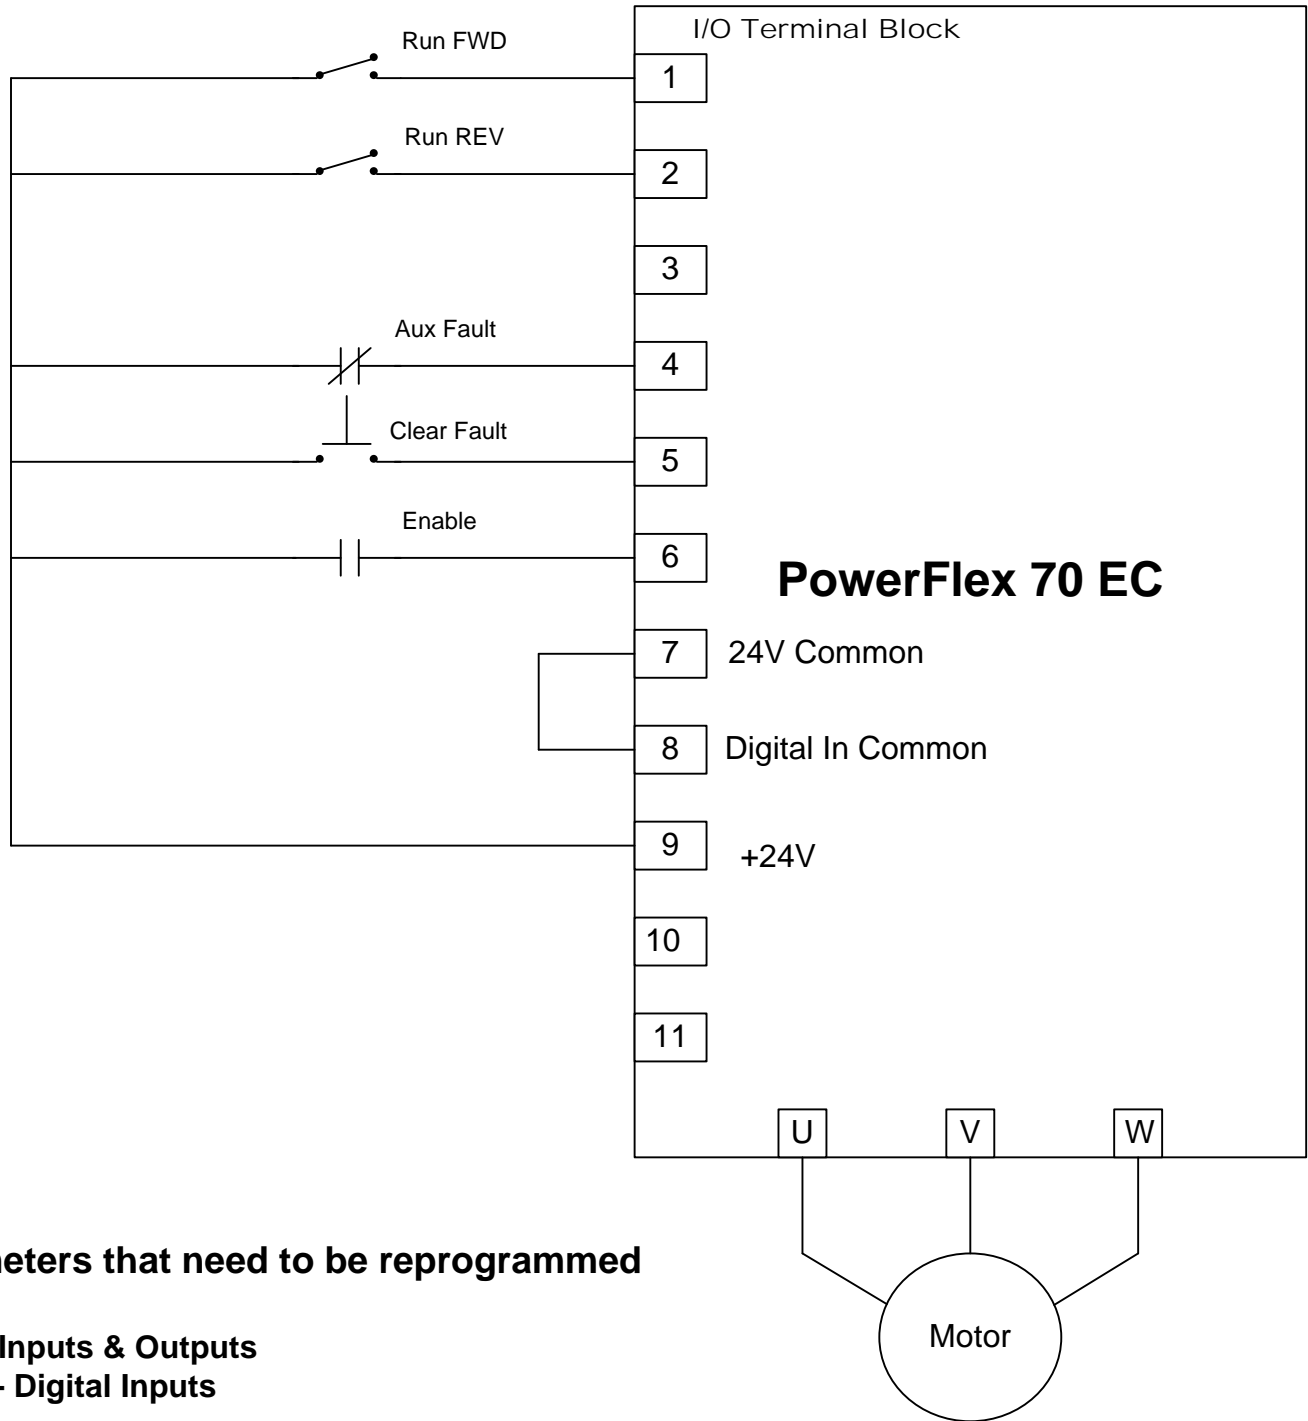 I/O Terminal Block
Run FWD
1
Run REV
2
3
Aux Fault
4
Clear Fault
5
Enable
6
PowerFlex 70 EC
7 24V Common
8 Digital In Common
9 +24V
10
11
U V W
Motor
that need to be reprogrammed
Inputs & Outputs
- Digital Inputs